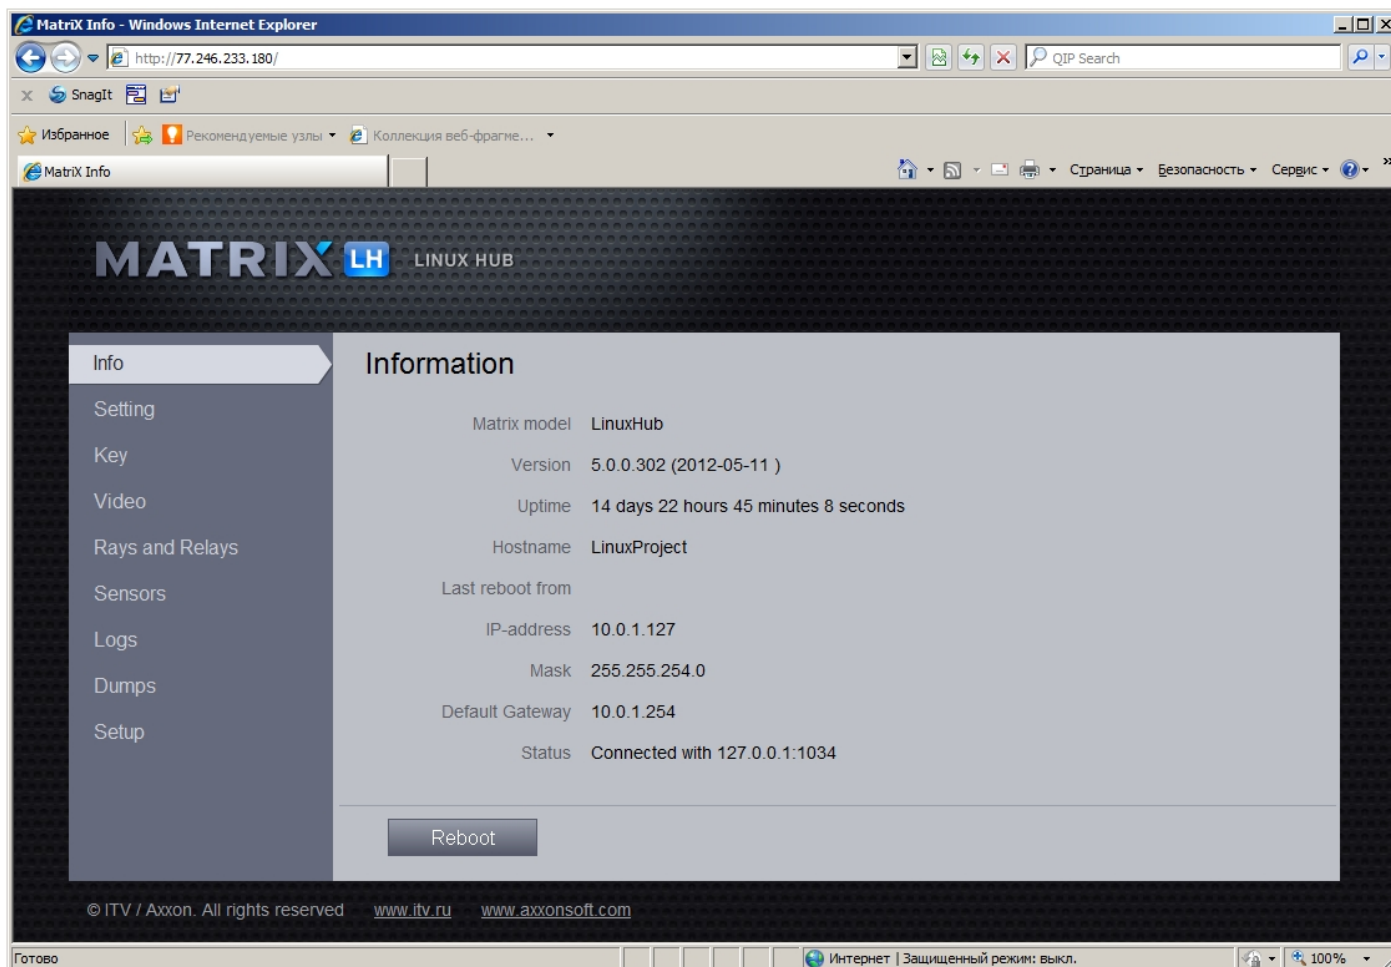 MatriX Info - Windows Internet Explorer
http://77.246.233.180/
QIP Search
x SnagIt
Избранное Рекомендуемые узлы Коллекция веб-фрагме...
MatriX Info Страница Безопасность Сервис »
MATRIX LH LINUX HUB
Info
Information
Setting
Matrix model LinuxHub
Key
Version 5.0.0.302 (2012-05-11 )
Video
Uptime 14 days 22 hours 45 minutes 8 seconds
Rays and Relays
Hostname LinuxProject
Sensors
Last reboot from
Logs
IP-address 10.0.1.127
Dumps
Mask 255.255.254.0
Setup
Default Gateway 10.0.1.254
Status Connected with 127.0.0.1:1034
Reboot
© ITV / Axxon. All rights reserved www.itv.ru www.axxonsoft.com
Готово Интернет | Защищенный режим: выкл. 100%